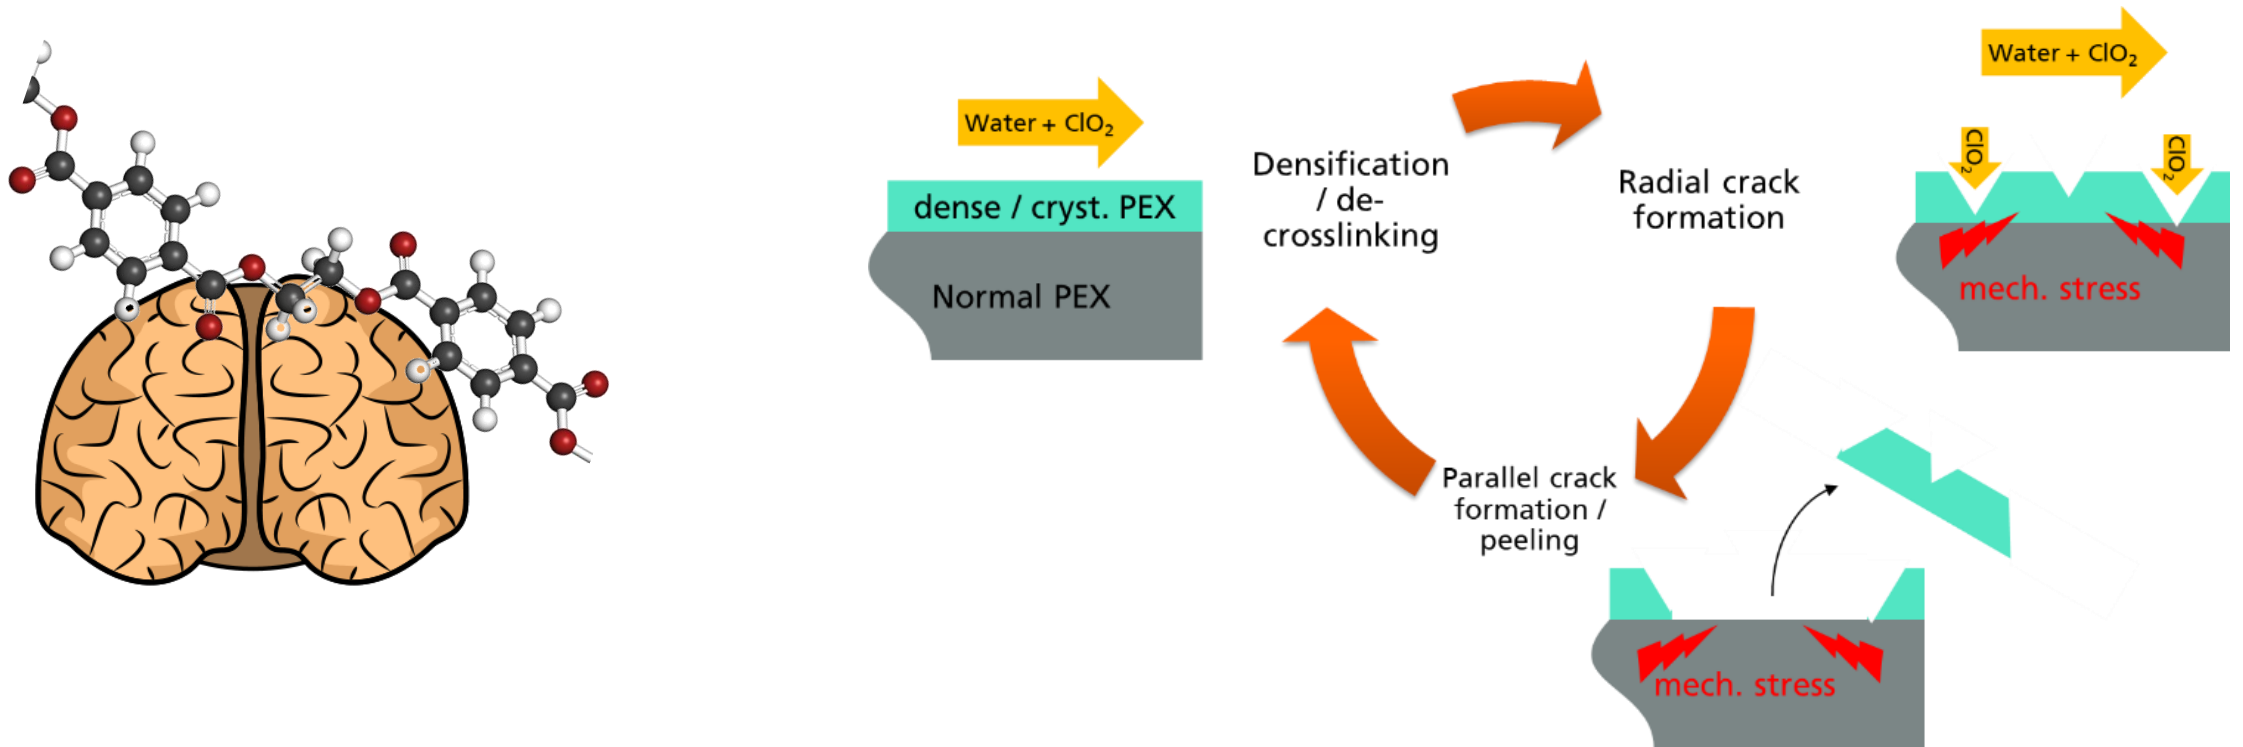 Water + ClO₂
dense / cryst. PEX
Normal PEX
Densification
/ de-
crosslinking
Radial crack
formation
Water + ClO₂
ClO₂
ClO₂
mech. stress
Parallel crack
formation /
peeling
mech. stress